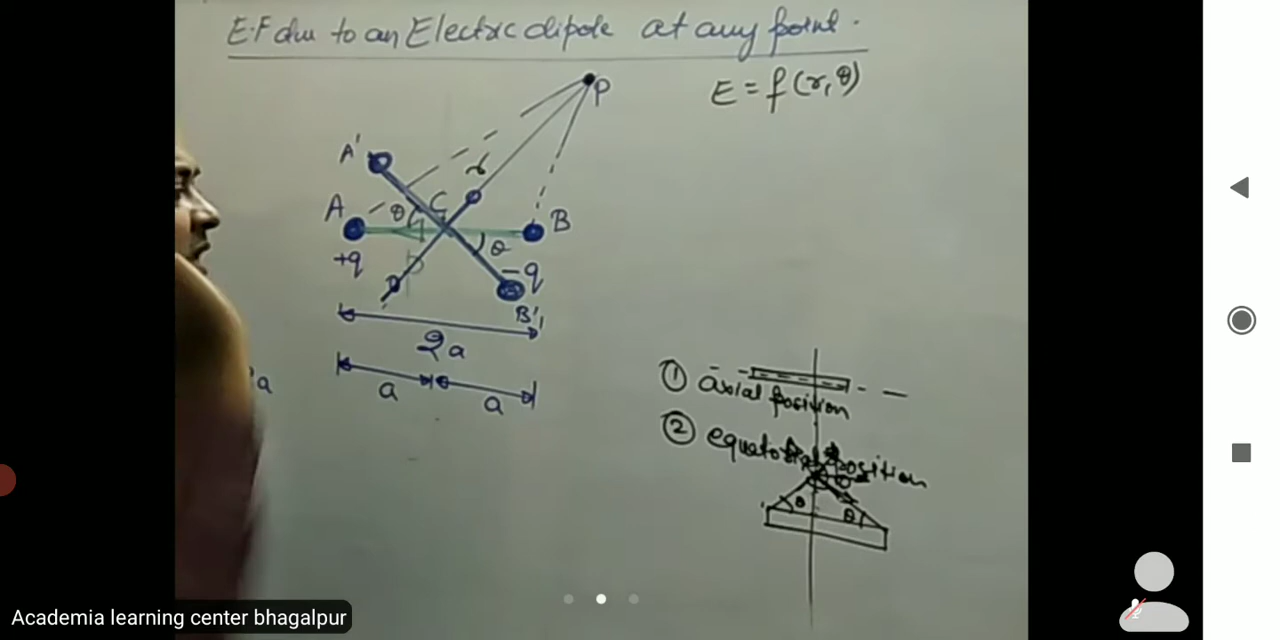 E.F due to an Electric dipole at any point.
E = f(r, θ)
P
A'
r
A
θ
C
B
θ
+q
-q
D
B'
2a
a
a
a
① axial position
② equatorial position
θ
θ
Academia learning center bhagalpur